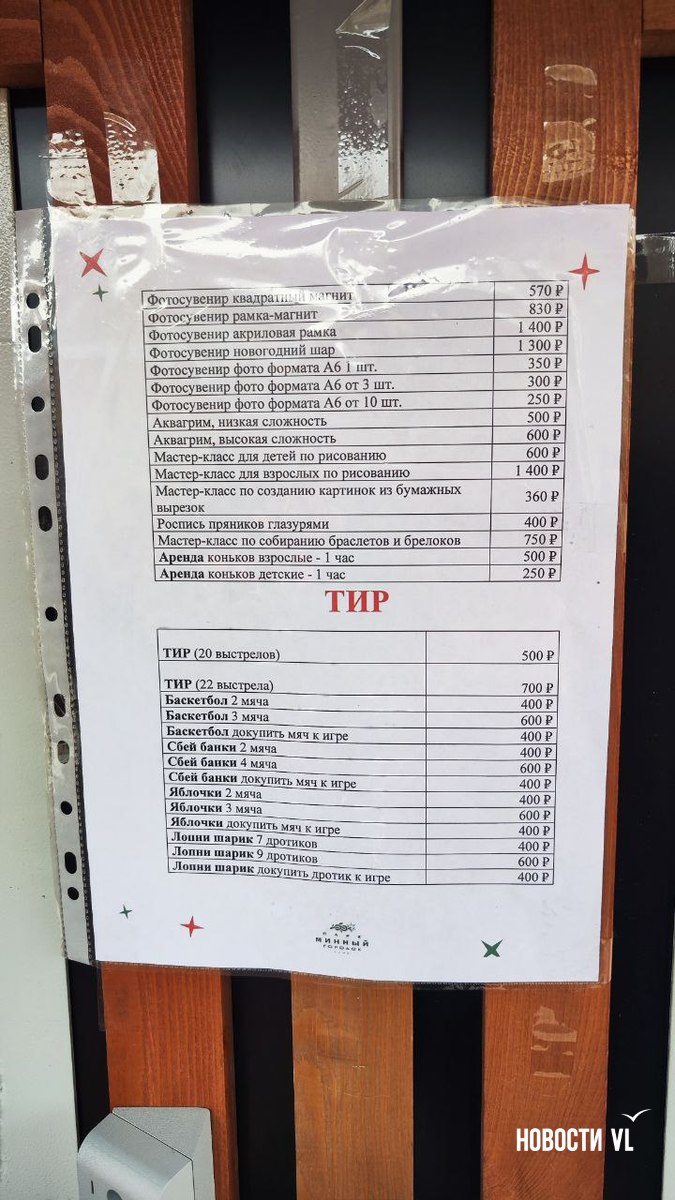 Фотосувенир квадратный магнит 570 ₽
Фотосувенир рамка-магнит 830 ₽
Фотосувенир акриловая рамка 1 400 ₽
Фотосувенир новогодний шар 1 300 ₽
Фотосувенир фото формата А6 1 шт. 350 ₽
Фотосувенир фото формата А6 от 3 шт. 300 ₽
Фотосувенир фото формата А6 от 10 шт. 250 ₽
Аквагрим, низкая сложность 500 ₽
Аквагрим, высокая сложность 600 ₽
Мастер-класс для детей по рисованию 600 ₽
Мастер-класс для взрослых по рисованию 1 400 ₽
Мастер-класс по созданию картинок из бумажных
вырезок 360 ₽
Роспись пряников глазурями 400 ₽
Мастер-класс по собиранию браслетов и брелоков 750 ₽
Аренда коньков взрослые - 1 час 500 ₽
Аренда коньков детские - 1 час 250 ₽
ТИР
ТИР (20 выстрелов) 500 ₽
ТИР (22 выстрела) 700 ₽
Баскетбол 2 мяча 400 ₽
Баскетбол 3 мяча 600 ₽
Баскетбол докупить мяч к игре 400 ₽
Сбей банки 2 мяча 400 ₽
Сбей банки 4 мяча 600 ₽
Сбей банки докупить мяч к игре 400 ₽
Яблочки 2 мяча 400 ₽
Яблочки 3 мяча 600 ₽
Яблочки докупить мяч к игре 400 ₽
Лопни шарик 7 дротиков 400 ₽
Лопни шарик 9 дротиков 600 ₽
Лопни шарик докупить дротик к игре 400 ₽
ПАРК
МИННЫЙ
ГОРОДОК
НОВОСТИ VL